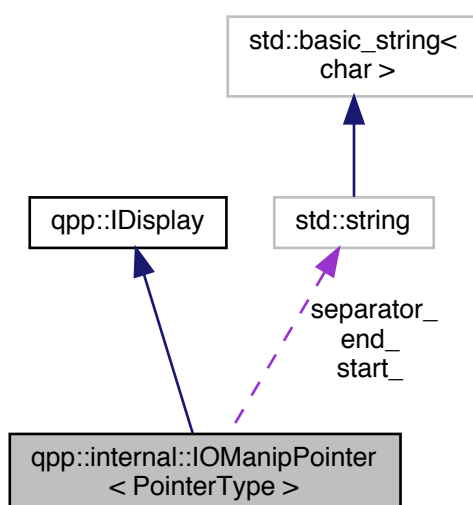 std::basic_string<
char >
qpp::IDisplay
std::string
separator_
end_
start_
qpp::internal::IOManipPointer
< PointerType >